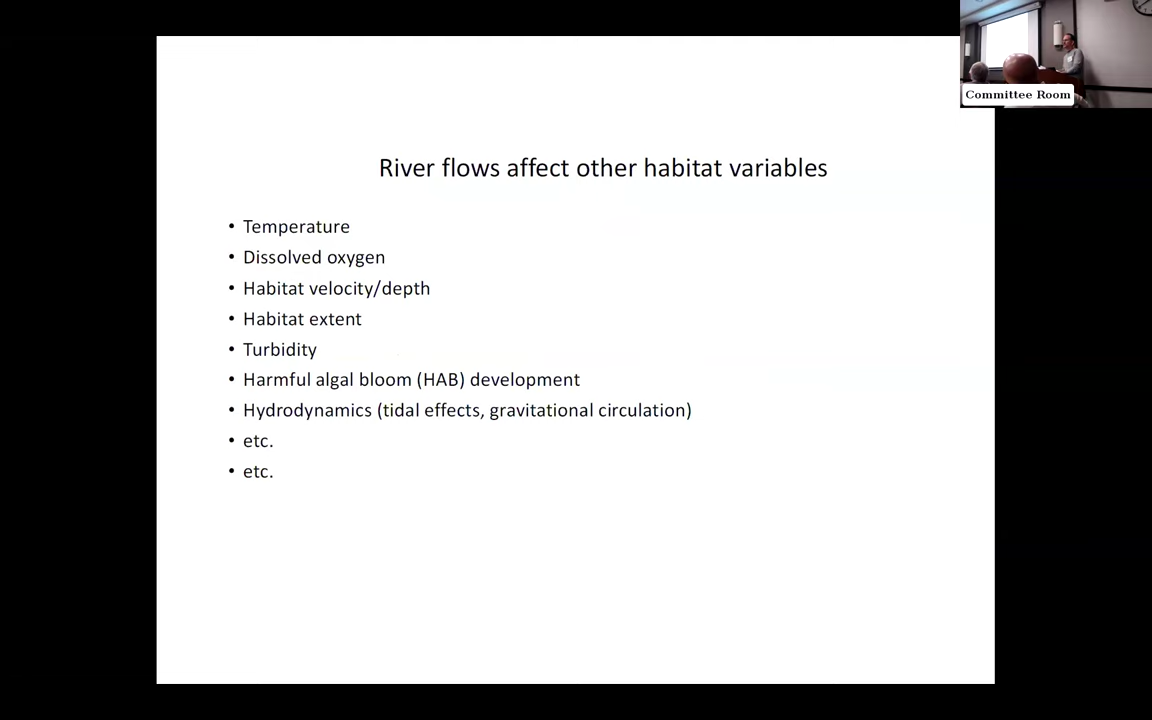 Committee Room
River flows affect other habitat variables
• Temperature
• Dissolved oxygen
• Habitat velocity/depth
• Habitat extent
• Turbidity
• Harmful algal bloom (HAB) development
• Hydrodynamics (tidal effects, gravitational circulation)
• etc.
• etc.